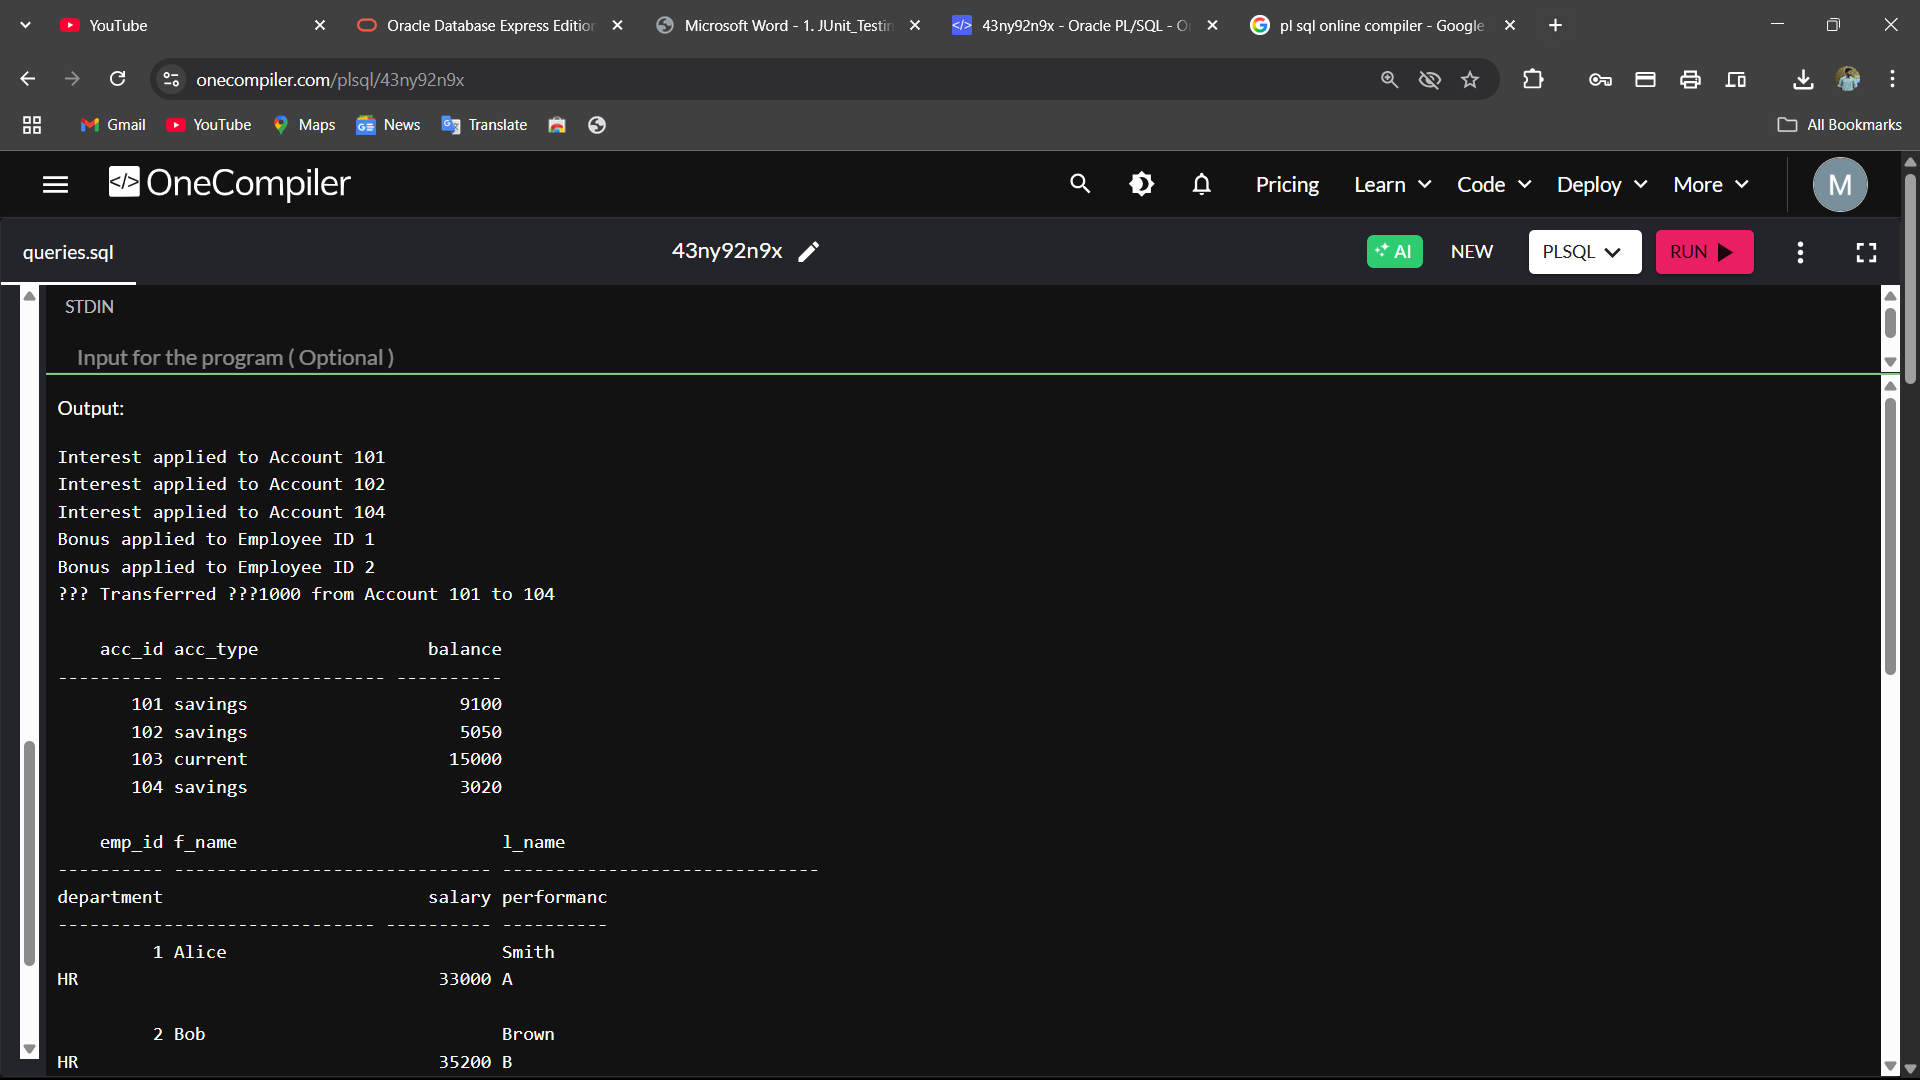 YouTube
Oracle Database Express Edition
Microsoft Word - 1. JUnit_Testin
43ny92n9x - Oracle PL/SQL - O
pl sql online compiler - Google
onecompiler.com/plsql/43ny92n9x
Gmail
YouTube
Maps
News
Translate
All Bookmarks
</> OneCompiler
Pricing
Learn
Code
Deploy
More
M
queries.sql
43ny92n9x
AI
NEW
PLSQL
RUN
STDIN
Input for the program ( Optional )
Output:
Interest applied to Account 101
Interest applied to Account 102
Interest applied to Account 104
Bonus applied to Employee ID 1
Bonus applied to Employee ID 2
??? Transferred ???1000 from Account 101 to 104
acc_id acc_type balance
---------- -------------------- ----------
101 savings 9100
102 savings 5050
103 current 15000
104 savings 3020
emp_id f_name l_name
---------- ------------------------------ ------------------------------
department salary performanc
------------------------------ ---------- ----------
1 Alice Smith
HR 33000 A
2 Bob Brown
HR 35200 B